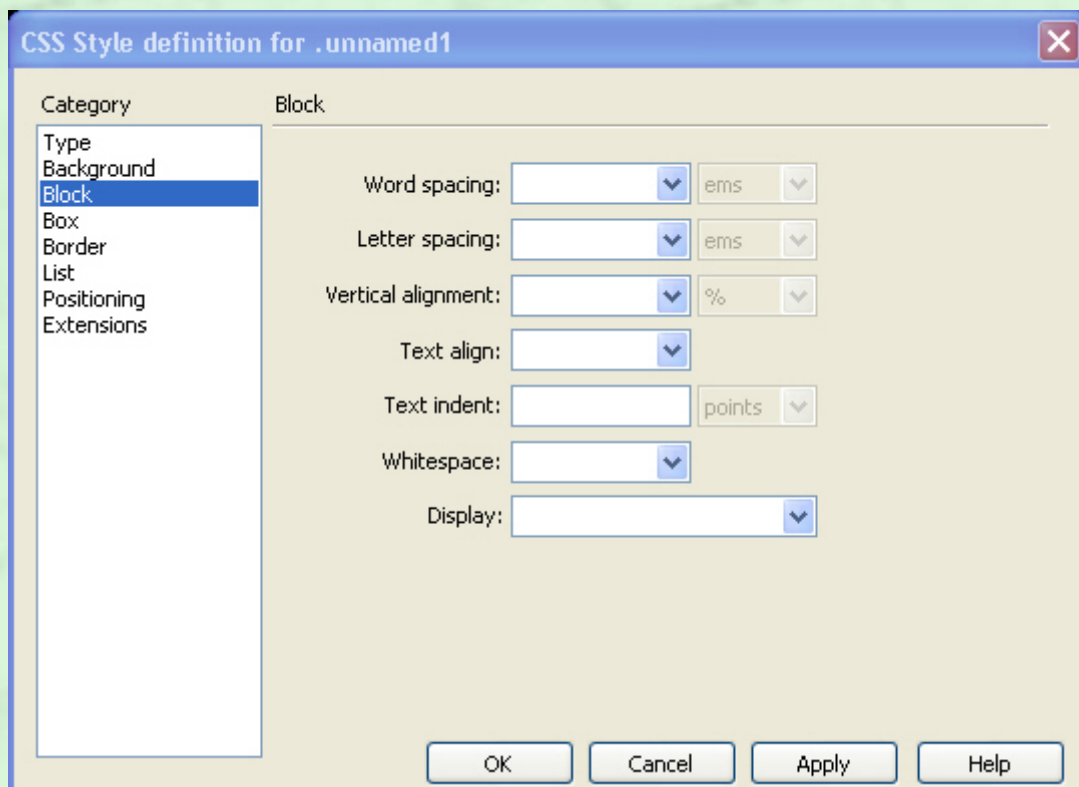 CSS Style definition for .unnamed1
Category
Type
Background
Block
Box
Border
List
Positioning
Extensions
Block
Word spacing: ems
Letter spacing: ems
Vertical alignment: %
Text align:
Text indent: points
Whitespace:
Display:
OK Cancel Apply Help